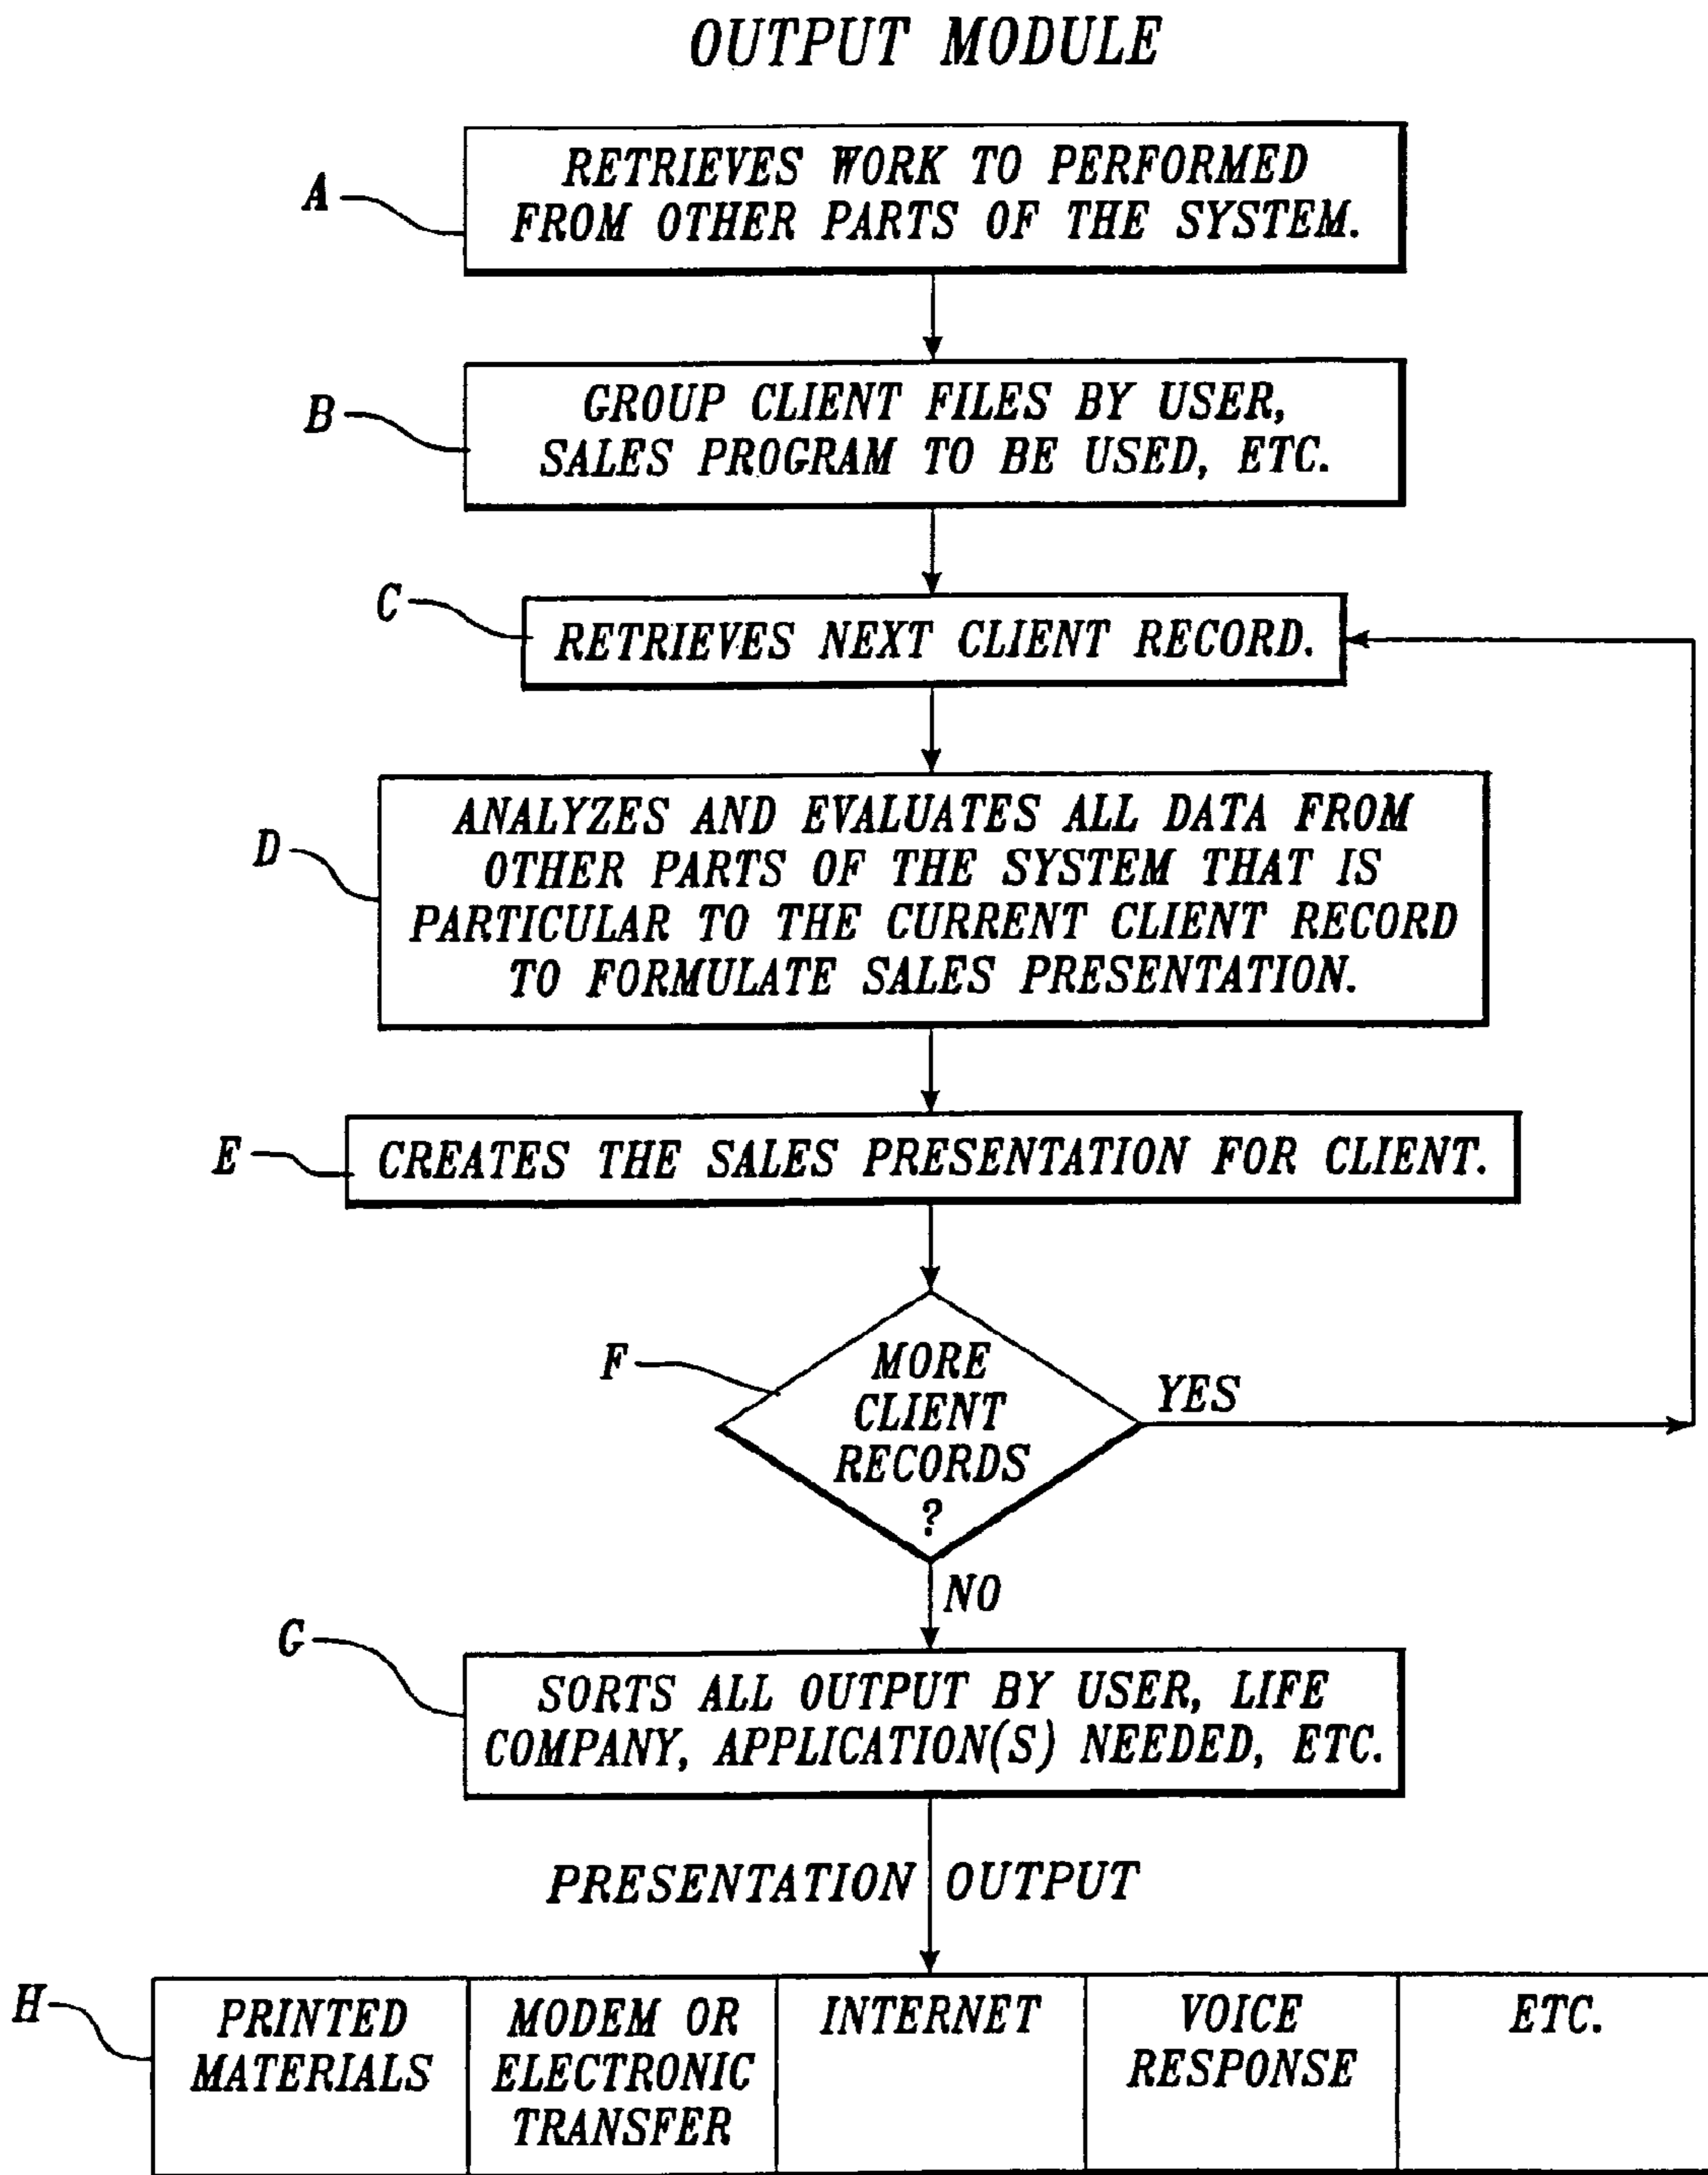 OUTPUT MODULE
A
RETRIEVES WORK TO PERFORMED
FROM OTHER PARTS OF THE SYSTEM.
B
GROUP CLIENT FILES BY USER,
SALES PROGRAM TO BE USED, ETC.
C
RETRIEVES NEXT CLIENT RECORD.
D
ANALYZES AND EVALUATES ALL DATA FROM
OTHER PARTS OF THE SYSTEM THAT IS
PARTICULAR TO THE CURRENT CLIENT RECORD
TO FORMULATE SALES PRESENTATION.
E
CREATES THE SALES PRESENTATION FOR CLIENT.
F
MORE
CLIENT
RECORDS
?
YES
NO
G
SORTS ALL OUTPUT BY USER, LIFE
COMPANY, APPLICATION(S) NEEDED, ETC.
PRESENTATION OUTPUT
H
PRINTED
MATERIALS
MODEM OR
ELECTRONIC
TRANSFER
INTERNET
VOICE
RESPONSE
ETC.